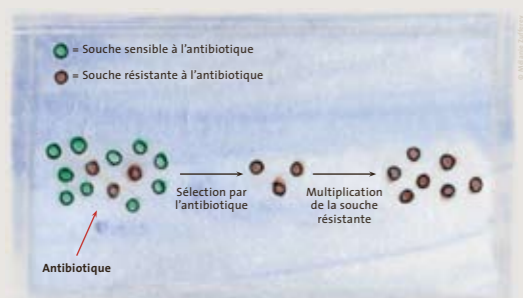 = Souche sensible à l'antibiotique
= Souche résistante à l'antibiotique
Sélection par
l'antibiotique
Multiplication
de la souche
résistante
Antibiotique